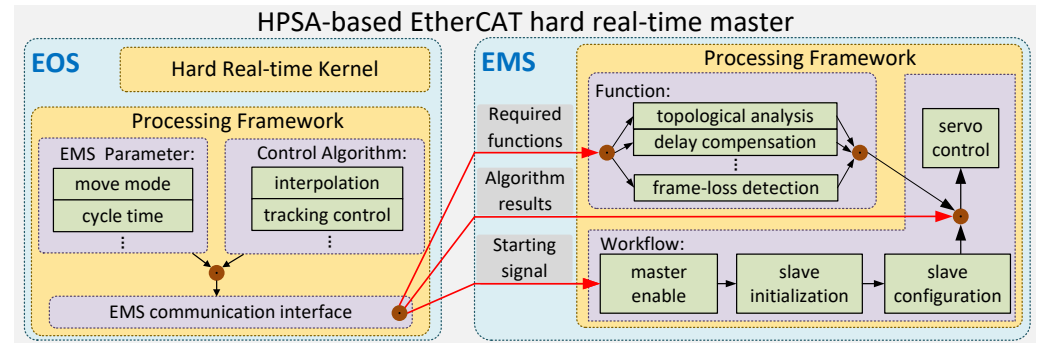 HPSA-based EtherCAT hard real-time master
EOS
Hard Real-time Kernel
Processing Framework
EMS Parameter:
move mode
cycle time
⋮
Control Algorithm:
interpolation
tracking control
⋮
EMS communication interface
Required
functions
Algorithm
results
Starting
signal
EMS
Processing Framework
Function:
topological analysis
delay compensation
⋮
frame-loss detection
servo
control
Workflow:
master
enable
slave
initialization
slave
configuration